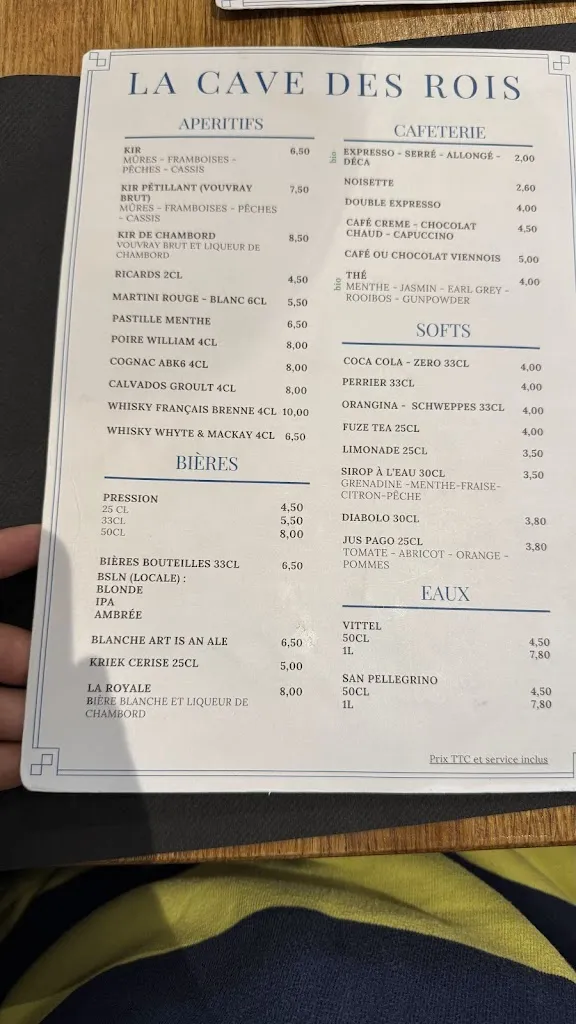 LA CAVE DES ROIS
APERITIFS
KIR 6,50
MÛRES - FRAMBOISES -
PÊCHES - CASSIS
KIR PÉTILLANT (VOUVRAY 7,50
BRUT)
MÛRES - FRAMBOISES - PÊCHES
- CASSIS
KIR DE CHAMBORD 8,50
VOUVRAY BRUT ET LIQUEUR DE
CHAMBORD
RICARDS 2CL 4,50
MARTINI ROUGE - BLANC 6CL 5,50
PASTILLE MENTHE 6,50
POIRE WILLIAM 4CL 8,00
COGNAC ABK6 4CL 8,00
CALVADOS GROULT 4CL 8,00
WHISKY FRANÇAIS BRENNE 4CL 10,00
WHISKY WHYTE & MACKAY 4CL 6,50
BIÈRES
PRESSION
25 CL 4,50
33CL 5,50
50CL 8,00
BIÈRES BOUTEILLES 33CL 6,50
BSLN (LOCALE) :
BLONDE
IPA
AMBRÉE
BLANCHE ART IS AN ALE 6,50
KRIEK CERISE 25CL 5,00
LA ROYALE 8,00
BIÈRE BLANCHE ET LIQUEUR DE
CHAMBORD
CAFETERIE
bio EXPRESSO - SERRÉ - ALLONGÉ - 2,00
DÉCA
NOISETTE 2,60
DOUBLE EXPRESSO 4,00
CAFÉ CREME - CHOCOLAT 4,50
CHAUD - CAPUCCINO
CAFÉ OU CHOCOLAT VIENNOIS 5,00
bio THÉ 4,00
MENTHE - JASMIN - EARL GREY -
ROOIBOS - GUNPOWDER
SOFTS
COCA COLA - ZERO 33CL 4,00
PERRIER 33CL 4,00
ORANGINA - SCHWEPPES 33CL 4,00
FUZE TEA 25CL 4,00
LIMONADE 25CL 3,50
SIROP À L'EAU 30CL 3,50
GRENADINE -MENTHE-FRAISE-
CITRON-PÊCHE
DIABOLO 30CL 3,80
JUS PAGO 25CL 3,80
TOMATE - ABRICOT - ORANGE -
POMMES
EAUX
VITTEL
50CL 4,50
1L 7,80
SAN PELLEGRINO
50CL 4,50
1L 7,80
Prix TTC et service inclus